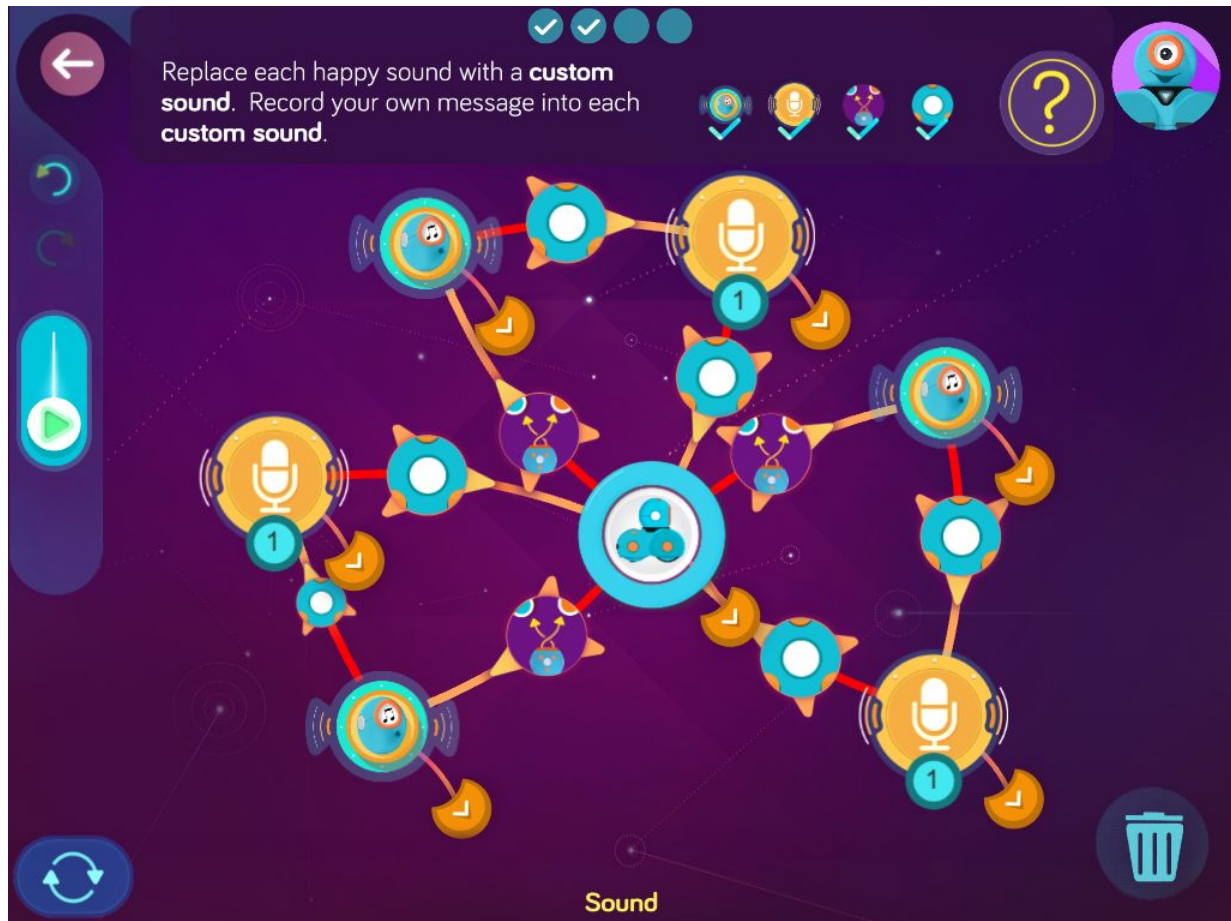 Replace each happy sound with a custom
sound. Record your own message into each
custom sound.
?
1
1
1
Sound